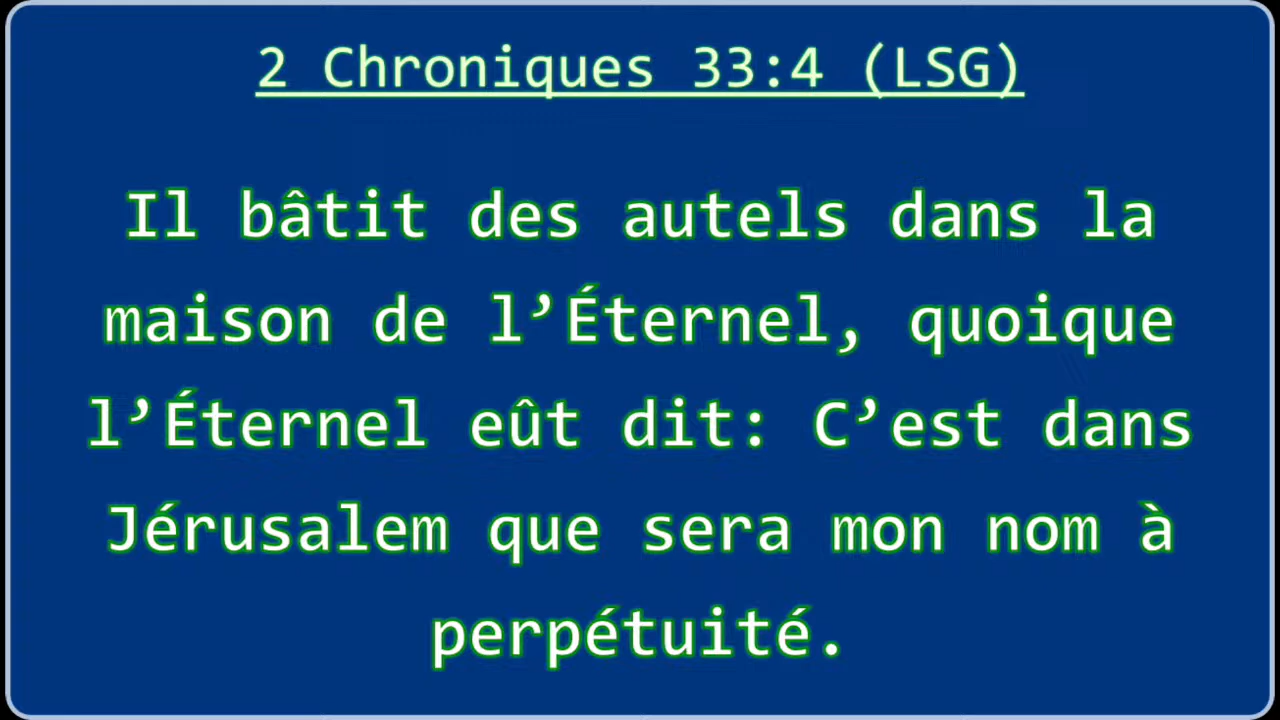 2 Chroniques 33:4 (LSG)
Il bâtit des autels dans la
maison de l’Éternel, quoique
l’Éternel eût dit: C’est dans
Jérusalem que sera mon nom à
perpétuité.